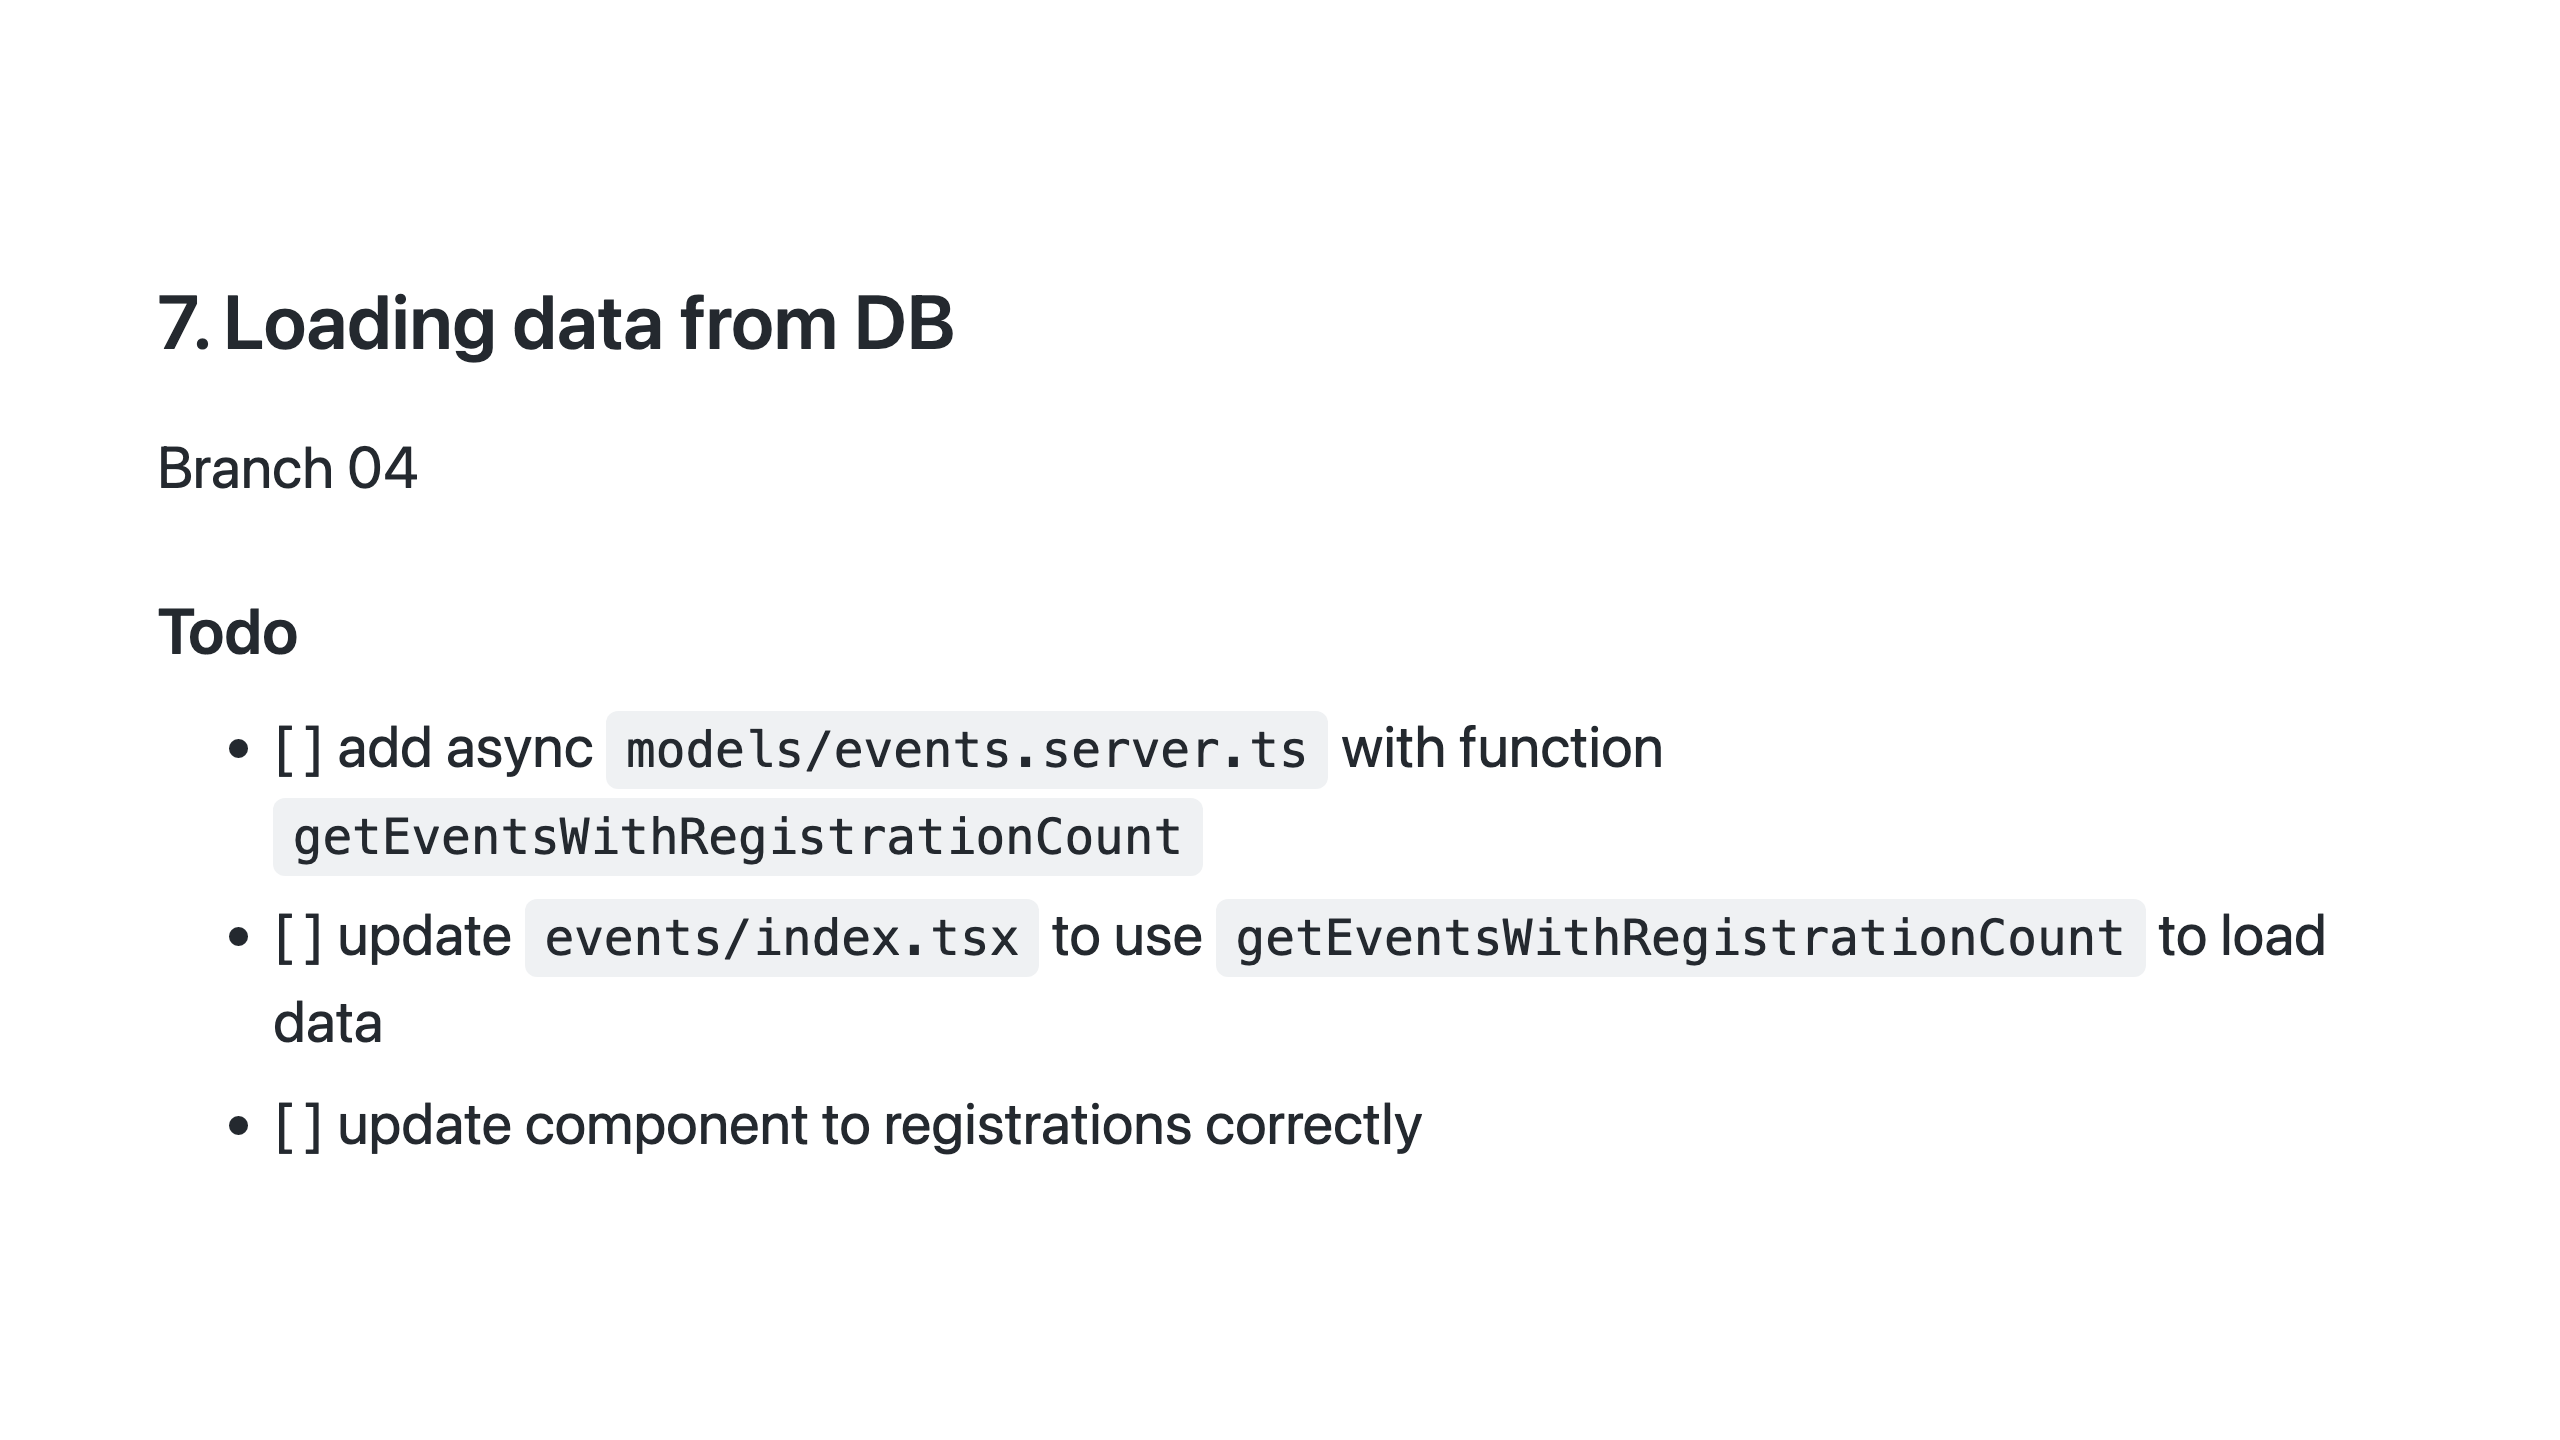 7. Loading data from DB
Branch 04
Todo
• [ ] add async models/events.server.ts with function
getEventsWithRegistrationCount
• [ ] update events/index.tsx to use getEventsWithRegistrationCount to load
data
• [ ] update component to registrations correctly